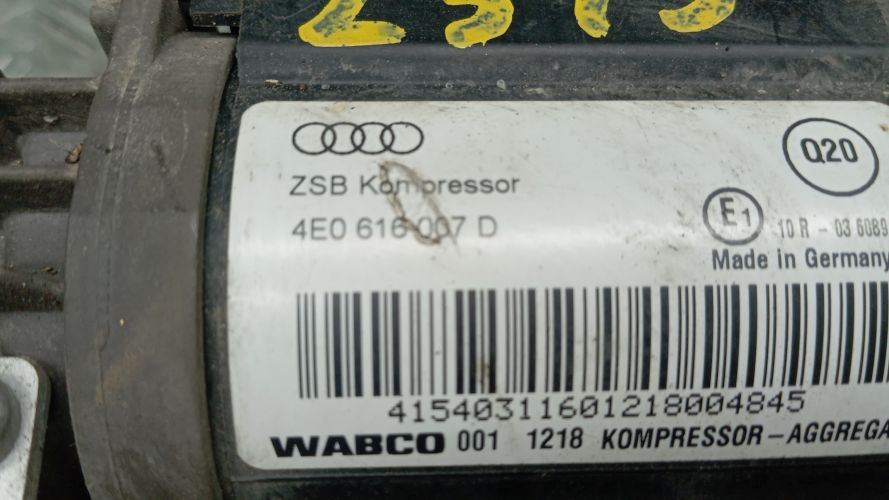 Q20
ZSB Kompressor
4E0 616 007 D
E1
10 R - 03 6089
Made in Germany
41540311601218004845
WABCO 001 1218 KOMPRESSOR-AGGREGA